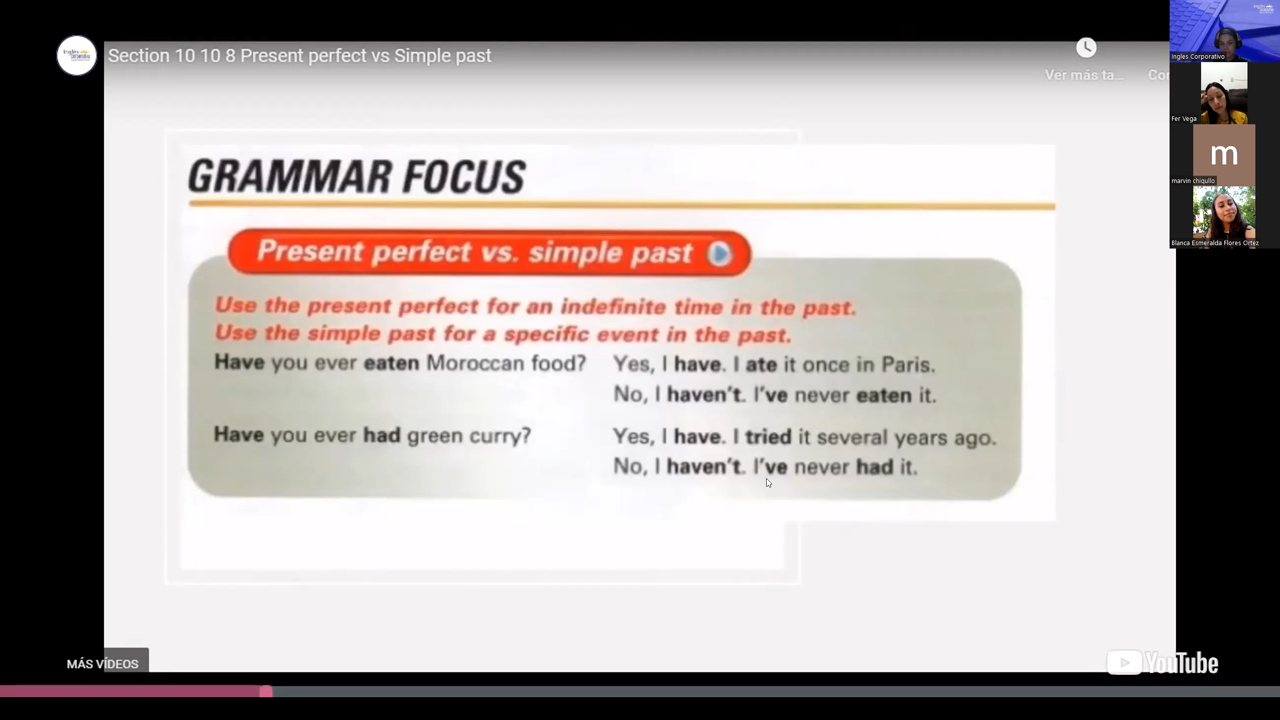 Section 10 10 8 Present perfect vs Simple past
Ver más ta...
GRAMMAR FOCUS
Present perfect vs. simple past
Use the present perfect for an indefinite time in the past.
Use the simple past for a specific event in the past.
Have you ever eaten Moroccan food? Yes, I have. I ate it once in Paris.
No, I haven't. I've never eaten it.
Have you ever had green curry? Yes, I have. I tried it several years ago.
No, I haven't. I've never had it.
MÁS VÍDEOS
YouTube
Ingles Corporativo
Fer Vega
m
marvin chiqullo
Blanca Esmeralda Flores Ortez